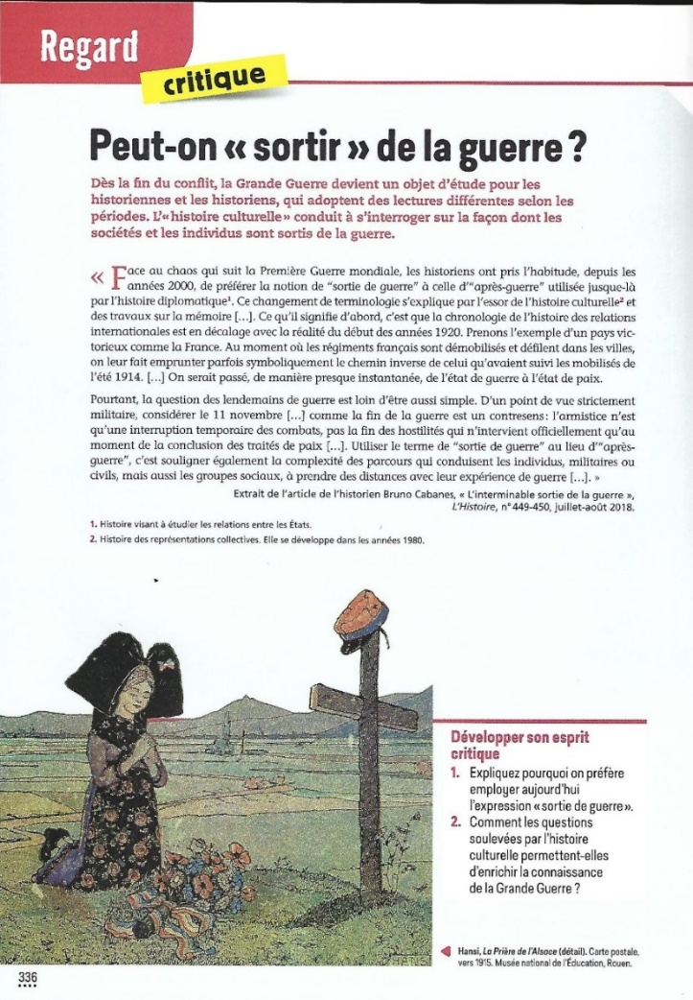 Regard
critique
Peut-on « sortir » de la guerre ?
Dès la fin du conflit, la Grande Guerre devient un objet d'étude pour les
historiennes et les historiens, qui adoptent des lectures différentes selon les
périodes. L'« histoire culturelle » conduit à s'interroger sur la façon dont les
sociétés et les individus sont sortis de la guerre.
« Face au chaos qui suit la Première Guerre mondiale, les historiens ont pris l'habitude, depuis les
années 2000, de préférer la notion de "sortie de guerre" à celle d'"après-guerre" utilisée jusque-là
par l'histoire diplomatique¹. Ce changement de terminologie s'explique par l'essor de l'histoire culturelle² et
des travaux sur la mémoire [...]. Ce qu'il signifie d'abord, c'est que la chronologie de l'histoire des relations
internationales est en décalage avec la réalité du début des années 1920. Prenons l'exemple d'un pays vic-
torieux comme la France. Au moment où les régiments français sont démobilisés et défilent dans les villes,
on leur fait emprunter parfois symboliquement le chemin inverse de celui qu'avaient suivi les mobilisés de
l'été 1914. [...] On serait passé, de manière presque instantanée, de l'état de guerre à l'état de paix.
Pourtant, la question des lendemains de guerre est loin d'être aussi simple. D'un point de vue strictement
militaire, considérer le 11 novembre [...] comme la fin de la guerre est un contresens : l'armistice n'est
qu'une interruption temporaire des combats, pas la fin des hostilités qui n'intervient officiellement qu'au
moment de la conclusion des traités de paix [...]. Utiliser le terme de "sortie de guerre" au lieu d'"après-
guerre", c'est souligner également la complexité des parcours qui conduisent les individus, militaires ou
civils, mais aussi les groupes sociaux, à prendre des distances avec leur expérience de guerre [...]. »
Extrait de l'article de l'historien Bruno Cabanes, « L'interminable sortie de la guerre »,
L'Histoire, n° 449-450, juillet-août 2018.
1. Histoire visant à étudier les relations entre les États.
2. Histoire des représentations collectives. Elle se développe dans les années 1980.
Développer son esprit
critique
1. Expliquez pourquoi on préfère
employer aujourd'hui
l'expression « sortie de guerre ».
2. Comment les questions
soulevées par l'histoire
culturelle permettent-elles
d'enrichir la connaissance
de la Grande Guerre ?
HANSI
Hansi, La Prière de l'Alsace (détail). Carte postale,
vers 1915. Musée national de l'Éducation, Rouen.
336